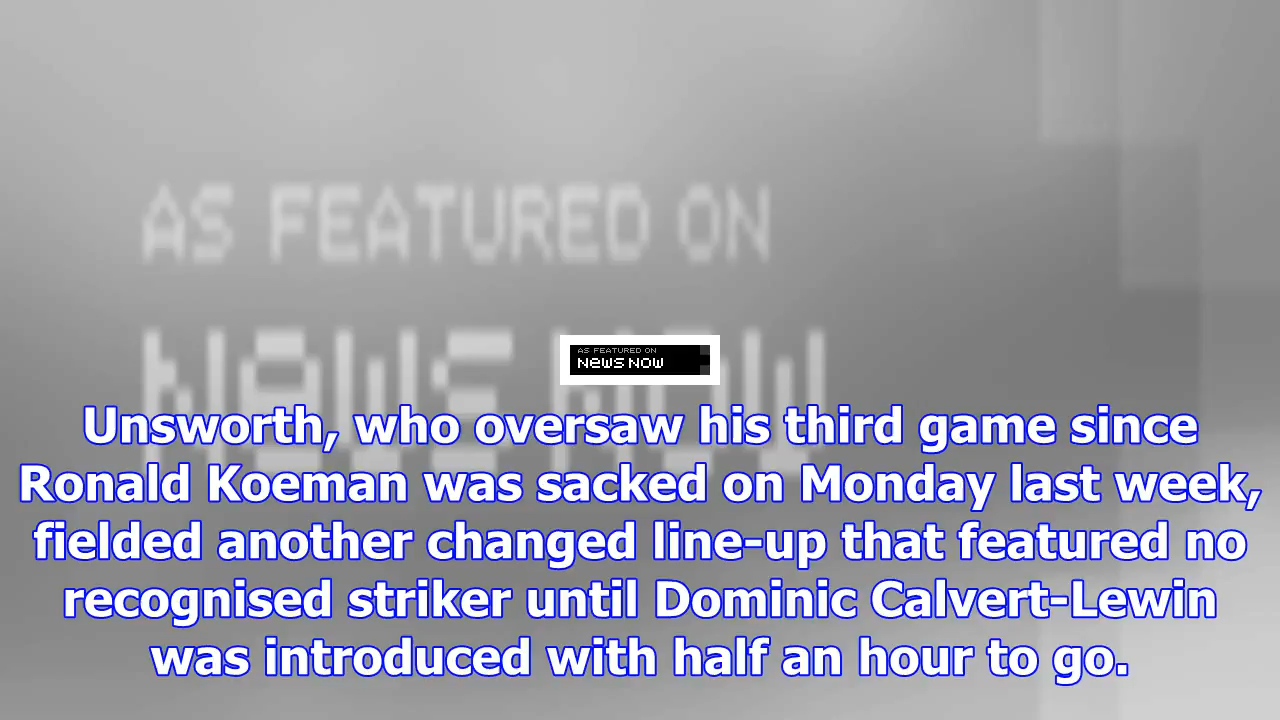 AS FEATURED ON
NEWS NOW
AS FEATURED ON
NEWS NOW
Unsworth, who oversaw his third game since
Ronald Koeman was sacked on Monday last week,
fielded another changed line-up that featured no
recognised striker until Dominic Calvert-Lewin
was introduced with half an hour to go.